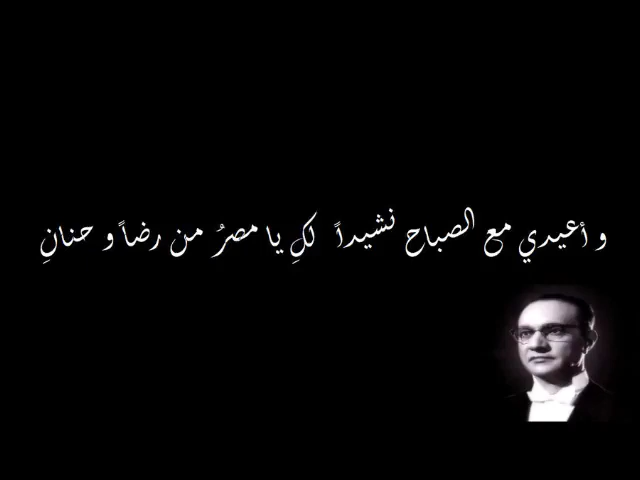 و أعيدي مع الصباح نشيداً لكِ يا مصرُ من رضاً و حنانِ